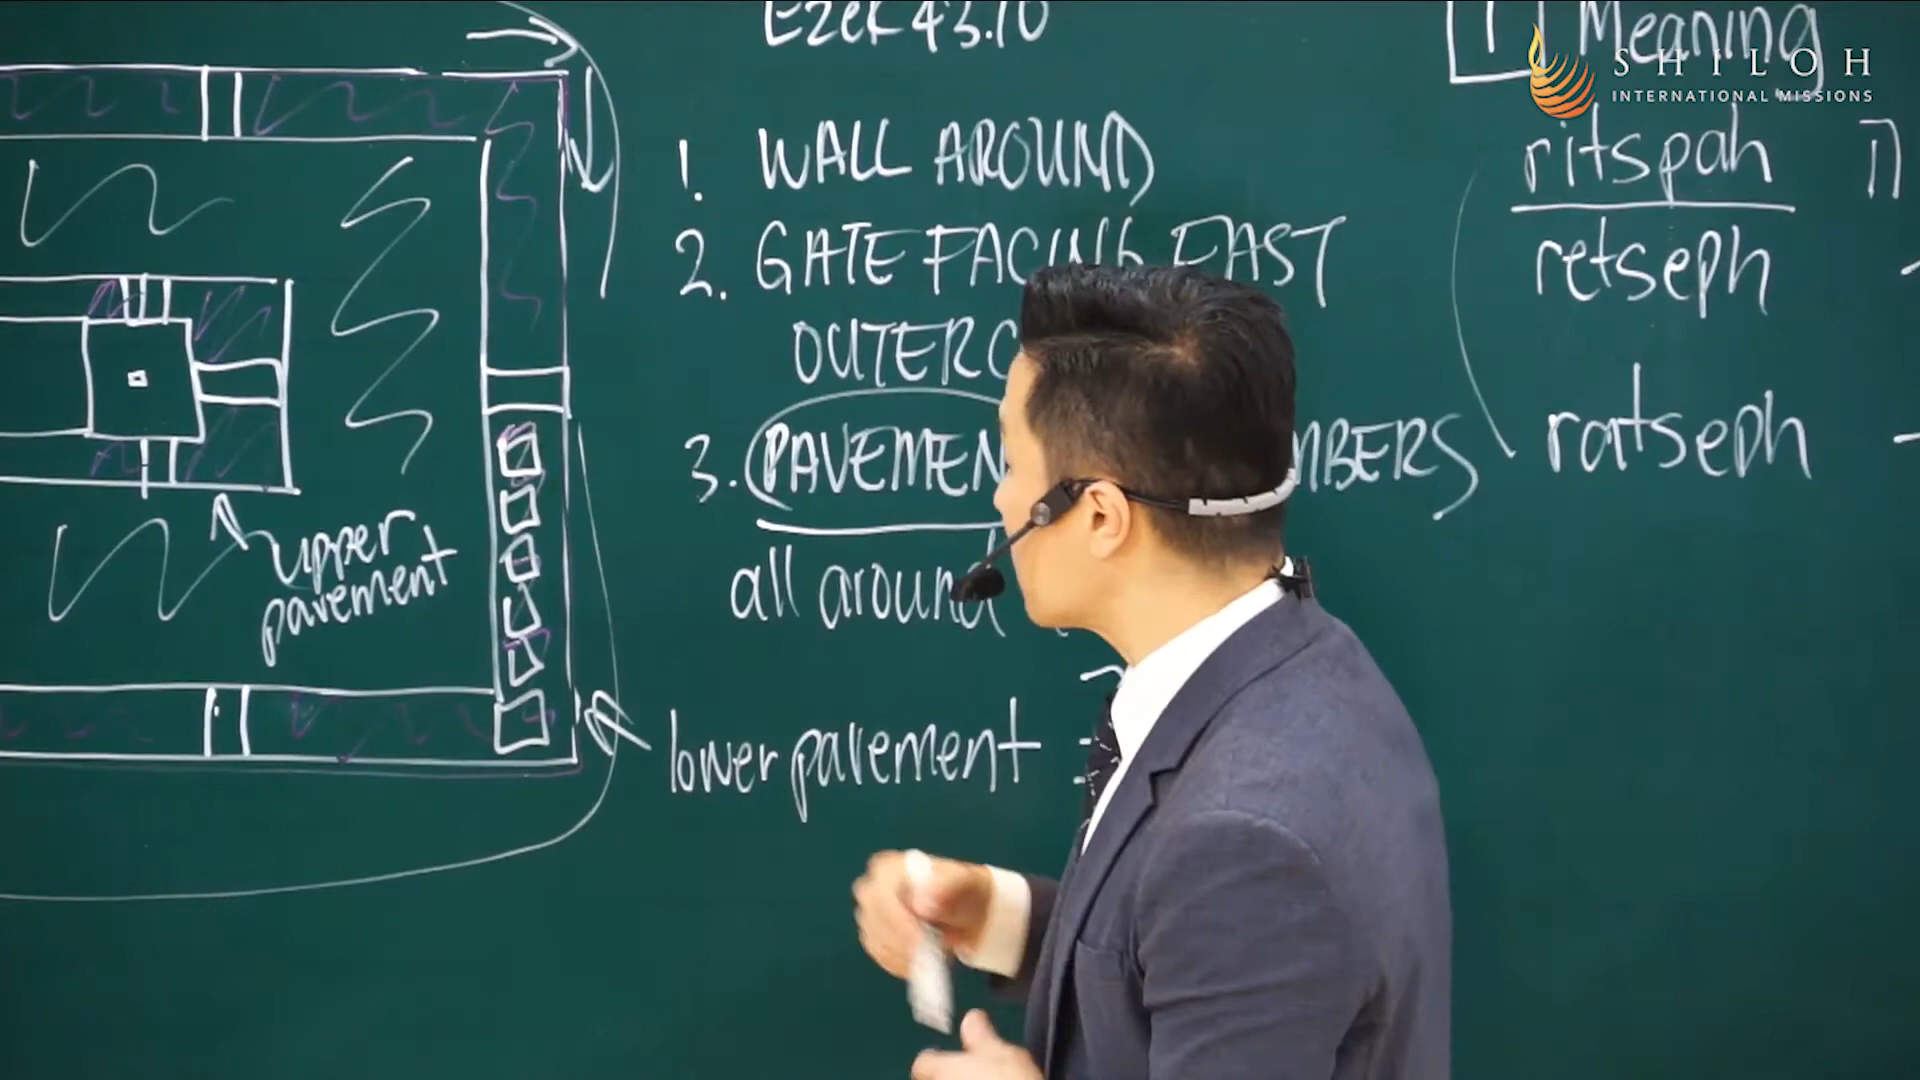 Ezek 43:10
1. WALL AROUND
2. GATE FACING EAST
OUTER
3. PAVEMEN
all around
lower pavement
upper
pavement
1 Meaning
ritspah
retseph
ratseph
SHILOH
INTERNATIONAL MISSIONS